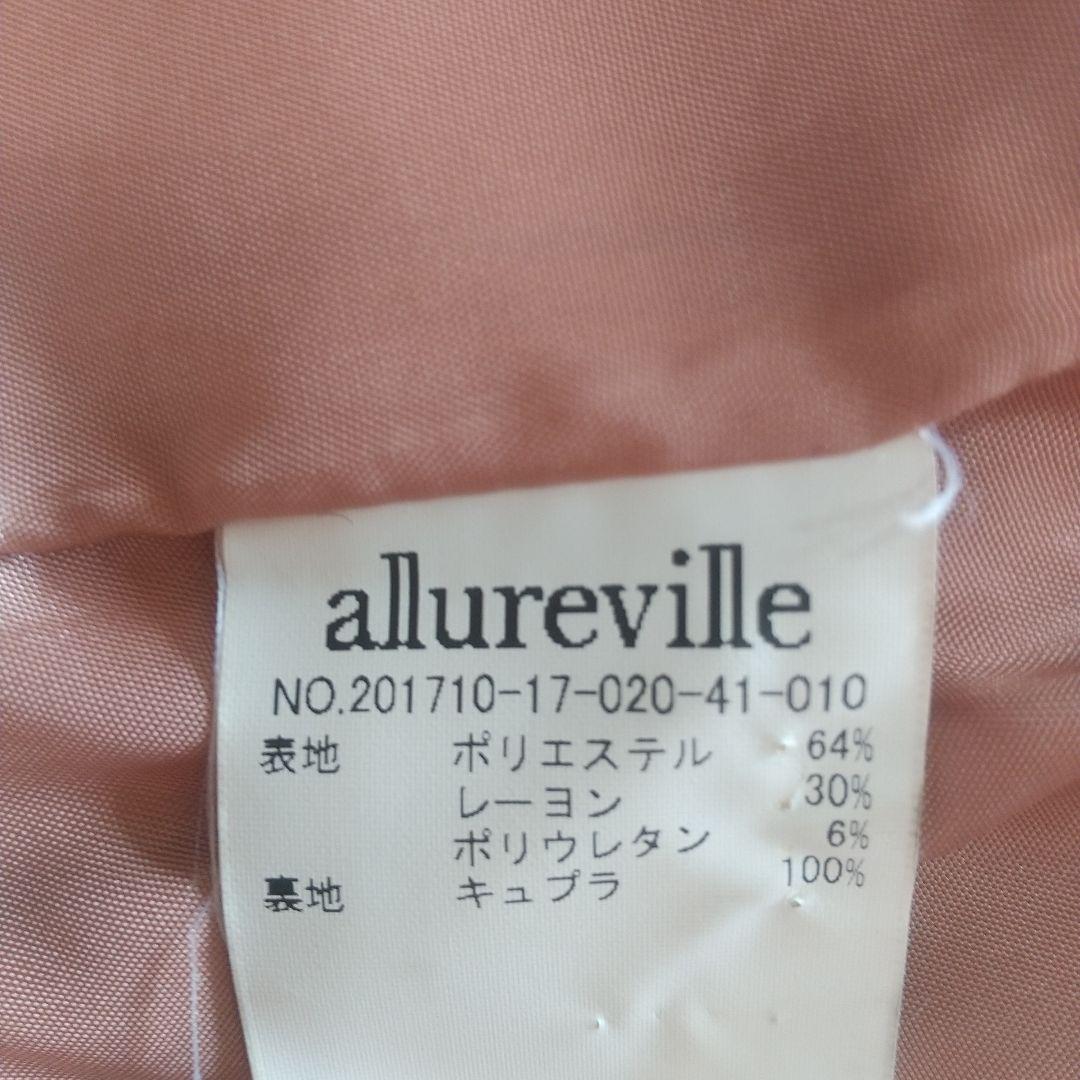 allureville
NO.201710-17-020-41-010
表地 ポリエステル 64%
レーヨン 30%
ポリウレタン 6%
裏地 キュプラ 100%